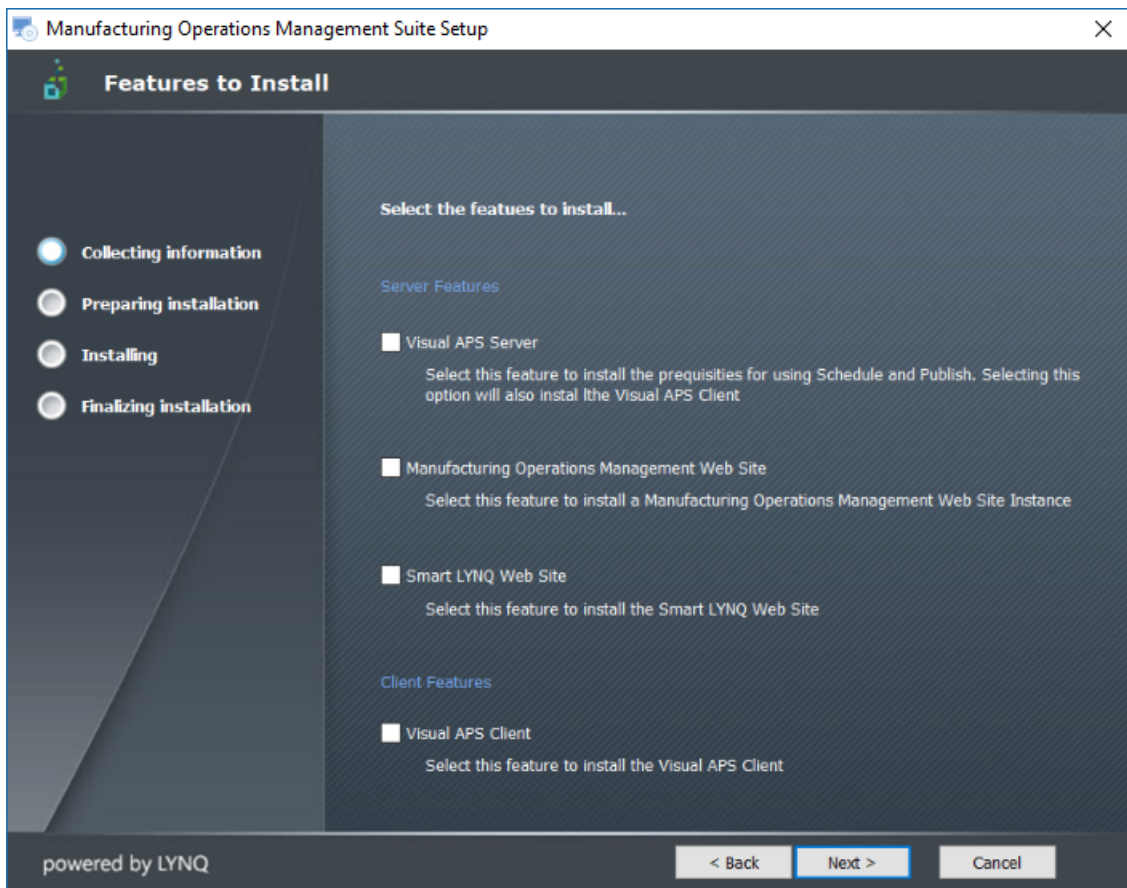 Manufacturing Operations Management Suite Setup
Features to Install
Collecting information
Preparing installation
Installing
Finalizing installation
Select the featues to install...
Server Features
Visual APS Server
Select this feature to install the prequisities for using Schedule and Publish. Selecting this
option will also instal lthe Visual APS Client
Manufacturing Operations Management Web Site
Select this feature to install a Manufacturing Operations Management Web Site Instance
Smart LYNQ Web Site
Select this feature to install the Smart LYNQ Web Site
Client Features
Visual APS Client
Select this feature to install the Visual APS Client
powered by LYNQ
< Back
Next >
Cancel